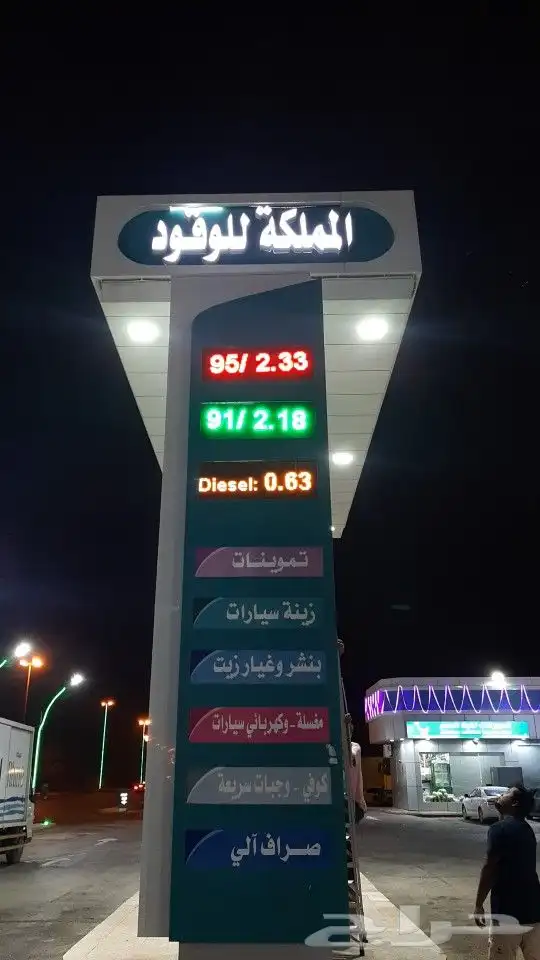 المملكة للوقود
95/ 2.33
91/ 2.18
Diesel: 0.63
تموينات
زينة سيارات
بنشر وغيار زيت
مغسلة - وكهربائي سيارات
كوفي - وجبات سريعة
صراف آلي
حراج